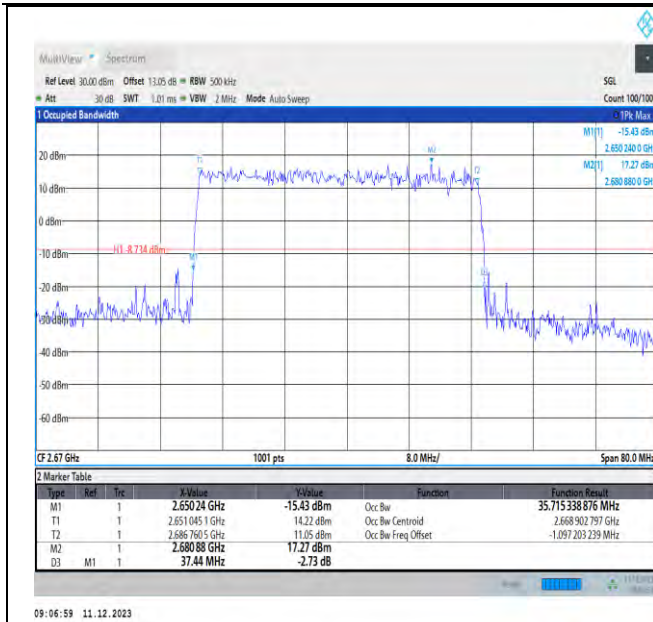 MultiView Spectrum
Ref Level 30.00 dBm Offset 13.05 dB RBW 500 kHz SGL
Att 30 dB SWT 1.01 ms VBW 2 MHz Mode Auto Sweep Count 100/100
1 Occupied Bandwidth 1Pk Max
M1[1] -15.43 dBm
2.650 240 0 GH
M2[1] 17.27 dBm
2.680 880 0 GH
20 dBm
10 dBm
0 dBm
-10 dBm
-20 dBm
-30 dBm
-40 dBm
-50 dBm
-60 dBm
H1 -8.734 dBm
T1
M2
T2
M1
D3
CF 2.67 GHz 1001 pts 8.0 MHz/ Span 80.0 MHz
2 Marker Table
Type Ref Trc X-Value Y-Value Function Function Result
M1 1 2.650 24 GHz -15.43 dBm Occ Bw 35.715 338 876 MHz
T1 1 2.651 045 1 GHz 14.22 dBm Occ Bw Centroid 2.668 902 797 GHz
T2 1 2.686 760 5 GHz 11.05 dBm Occ Bw Freq Offset -1.097 203 239 MHz
M2 1 2.680 88 GHz 17.27 dBm
D3 M1 1 37.44 MHz -2.73 dB
09:06:59 11.12.2023